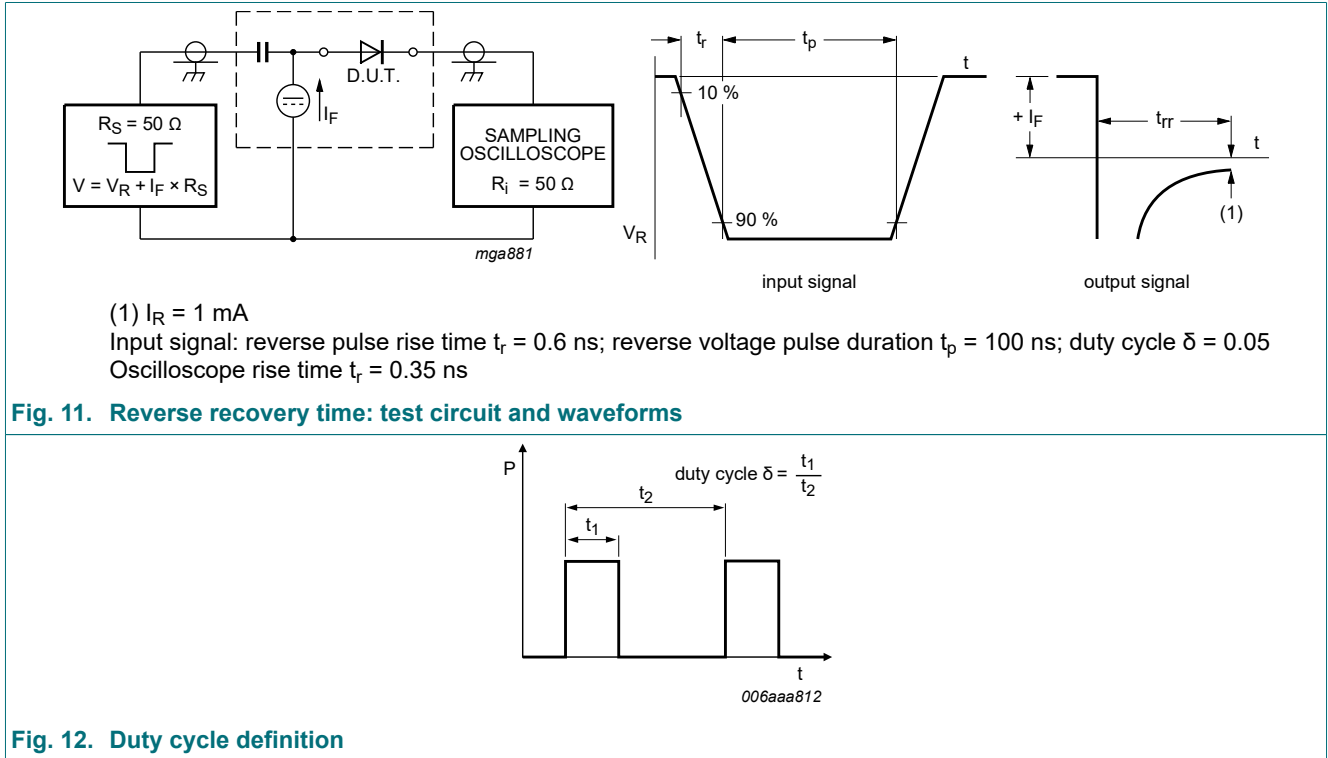 D.U.T.
I_F
R_S = 50 Ω
V = V_R + I_F × R_S
SAMPLING
OSCILLOSCOPE
R_i = 50 Ω
mga881
t_r
t_p
t
10 %
90 %
V_R
input signal
+ I_F
t_rr
t
(1)
output signal
(1) I_R = 1 mA
Input signal: reverse pulse rise time t_r = 0.6 ns; reverse voltage pulse duration t_p = 100 ns; duty cycle δ = 0.05
Oscilloscope rise time t_r = 0.35 ns
Fig. 11. Reverse recovery time: test circuit and waveforms
P
duty cycle δ = t_1/t_2
t_2
t_1
t
006aaa812
Fig. 12. Duty cycle definition